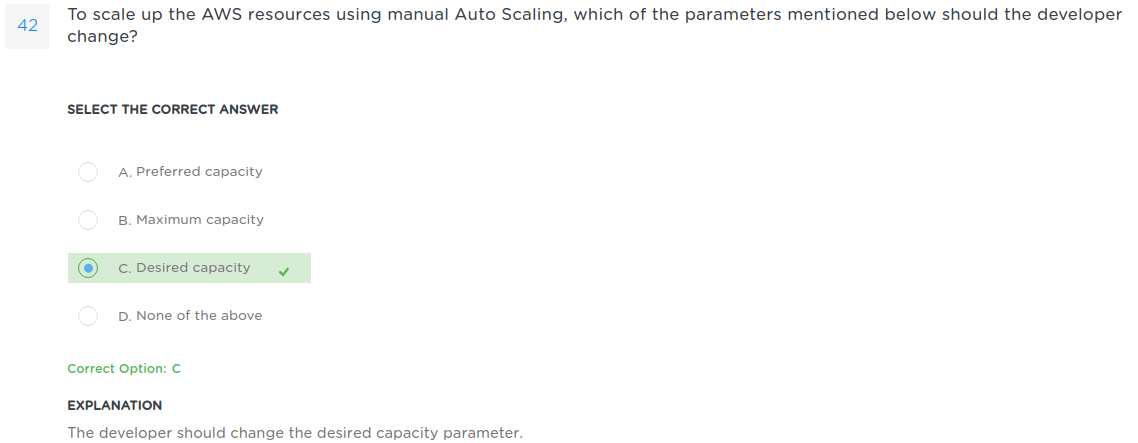 42
To scale up the AWS resources using manual Auto Scaling, which of the parameters mentioned below should the developer
change?
SELECT THE CORRECT ANSWER
A. Preferred capacity
B. Maximum capacity
C. Desired capacity
D. None of the above
Correct Option: C
EXPLANATION
The developer should change the desired capacity parameter.